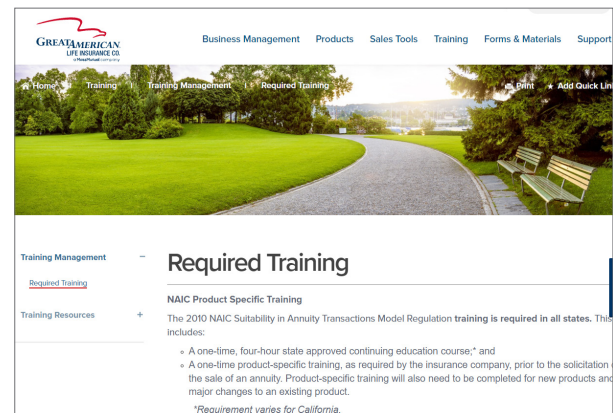 GREATAMERICAN
LIFE INSURANCE CO.
a MassMutual company
Business Management Products Sales Tools Training Forms & Materials Support
Home Training Training Management Required Training Print Add Quick Lin
Training Management −
Required Training
Training Resources +
Required Training
NAIC Product Specific Training
The 2010 NAIC Suitability in Annuity Transactions Model Regulation training is required in all states. This
includes:
A one-time, four-hour state approved continuing education course;* and
A one-time product-specific training, as required by the insurance company, prior to the solicitation
the sale of an annuity. Product-specific training will also need to be completed for new products and
major changes to an existing product.
*Requirement varies for California.